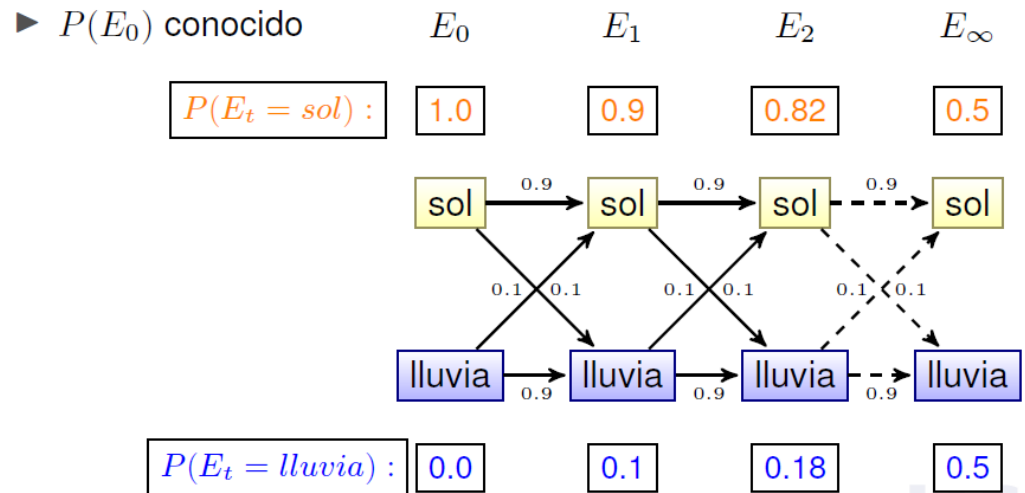 ► P(E₀) conocido E₀ E₁ E₂ E∞
P(Eₜ = sol) : 1.0 0.9 0.82 0.5
0.9 0.9 0.9
sol sol sol sol
0.1 0.1 0.1 0.1 0.1 0.1
lluvia lluvia lluvia lluvia
0.9 0.9 0.9
P(Eₜ = lluvia) : 0.0 0.1 0.18 0.5